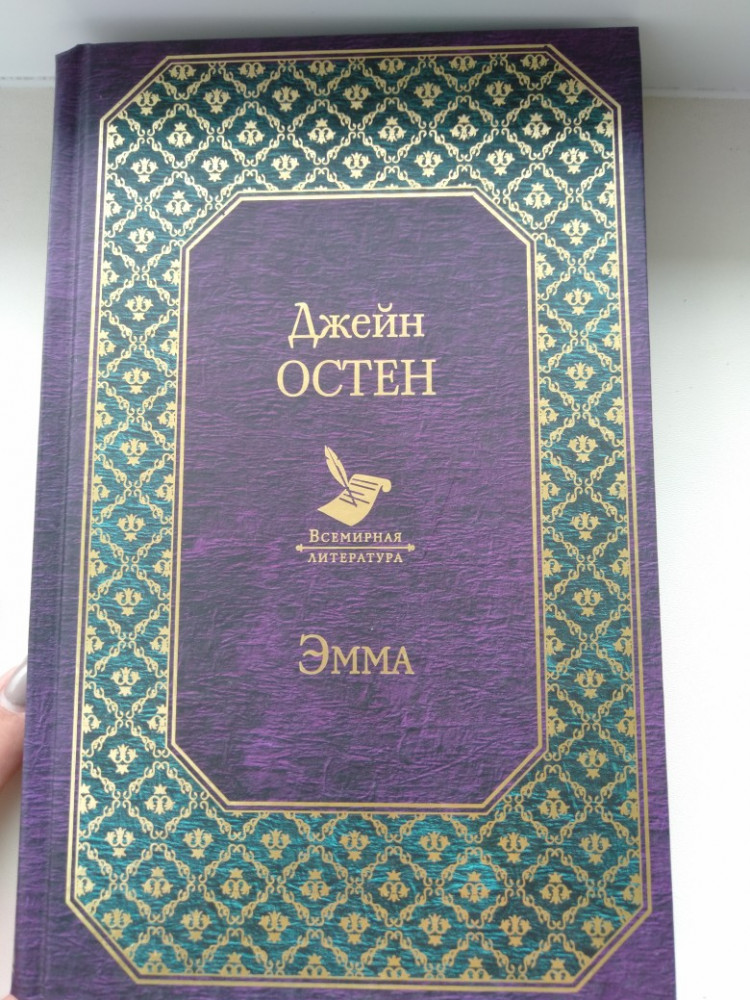 Джейн
ОСТЕН
Всемирная
литература
Эмма